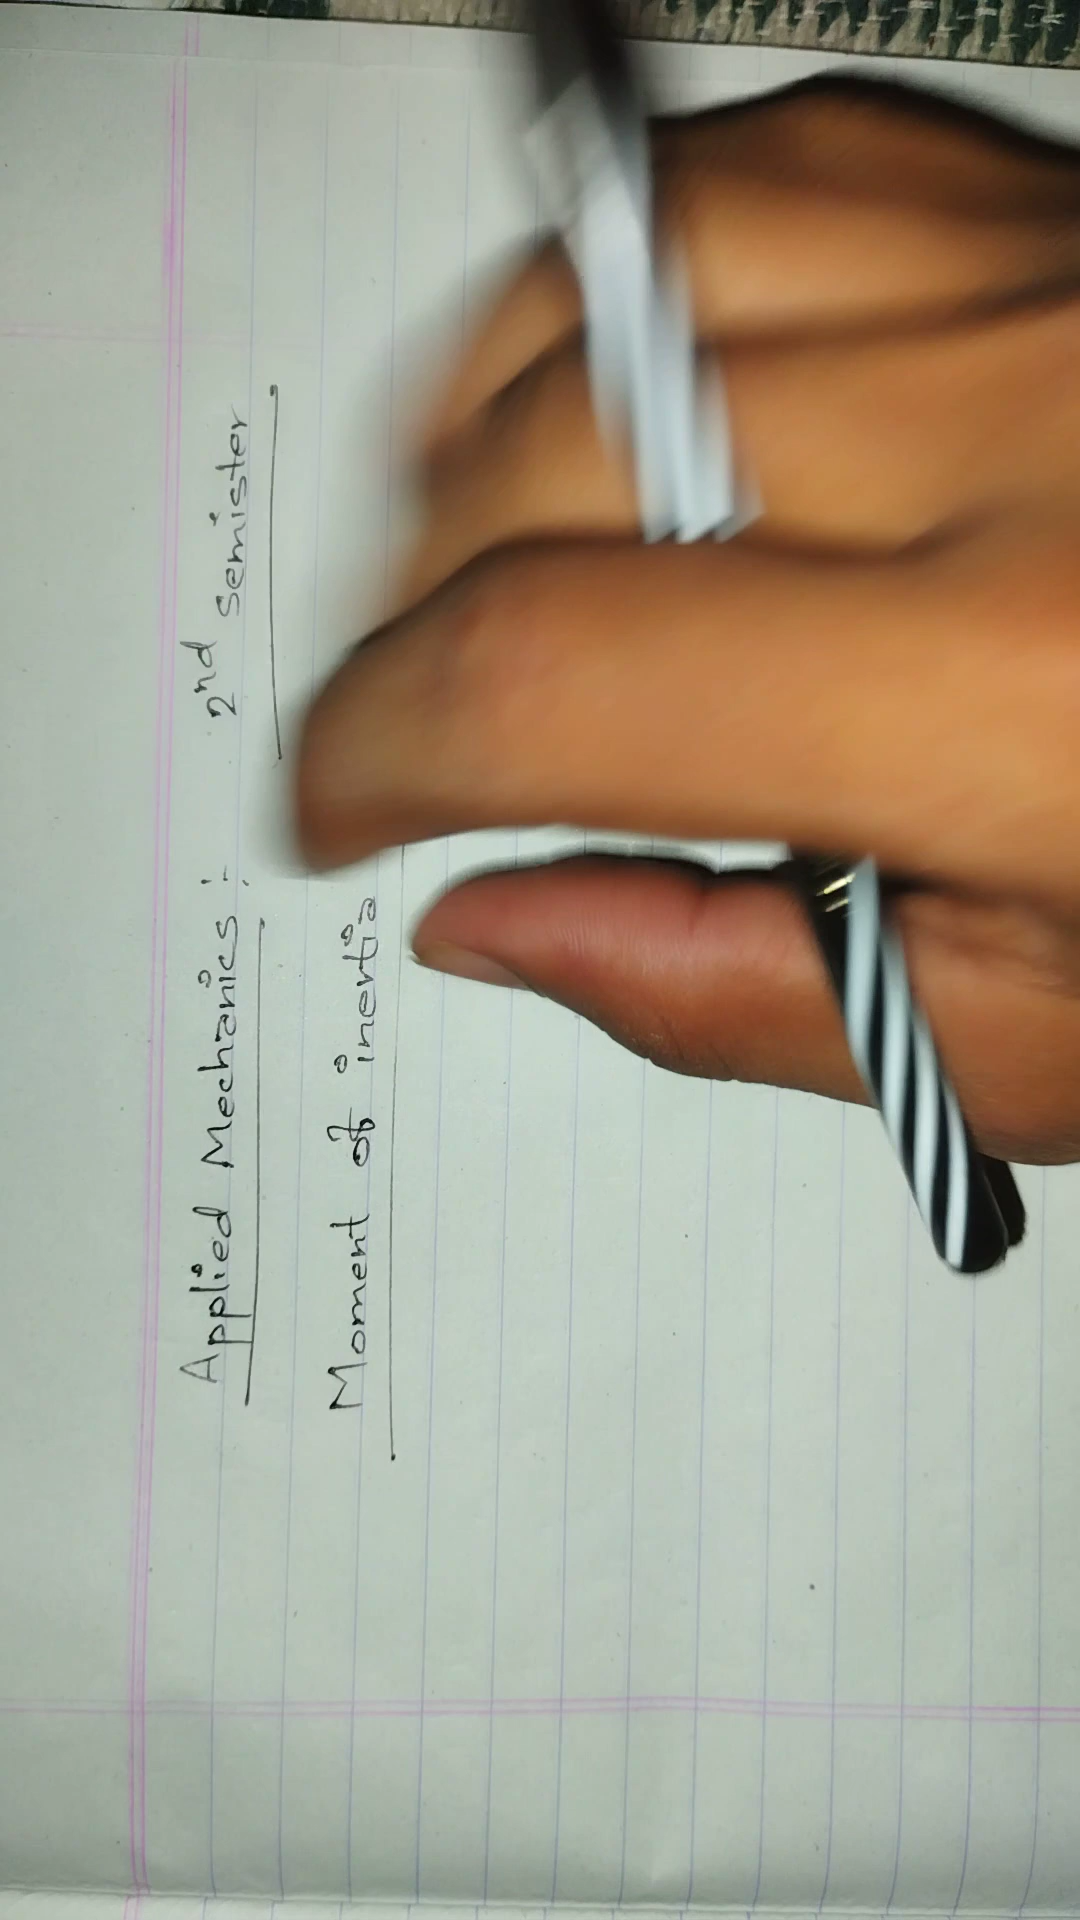 Applied Mechanics :- 2nd semister
Moment of inertia